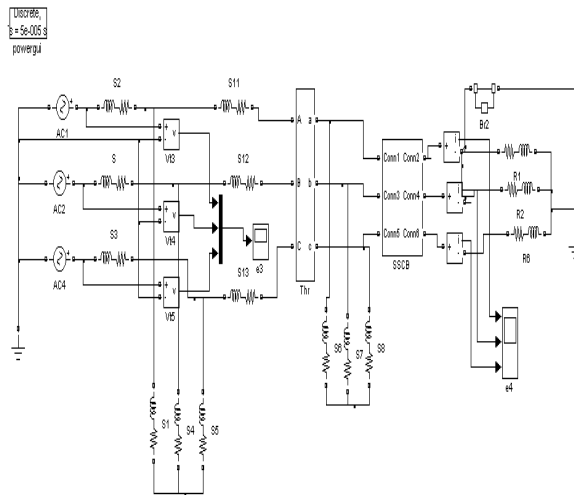 Discrete,
s = 5e-005 s
powergui
S2
S11
AC1
+
v
Vt3
S
S12
AC2
Vt4
S3
S13
e3
AC4
Vt5
S1
S4
S5
A a
B b
C c
Thr
S6
S7
S8
Conn1 Conn2
Conn3 Conn4
Conn5 Conn6
SSCB
Br2
R1
R2
R6
e4